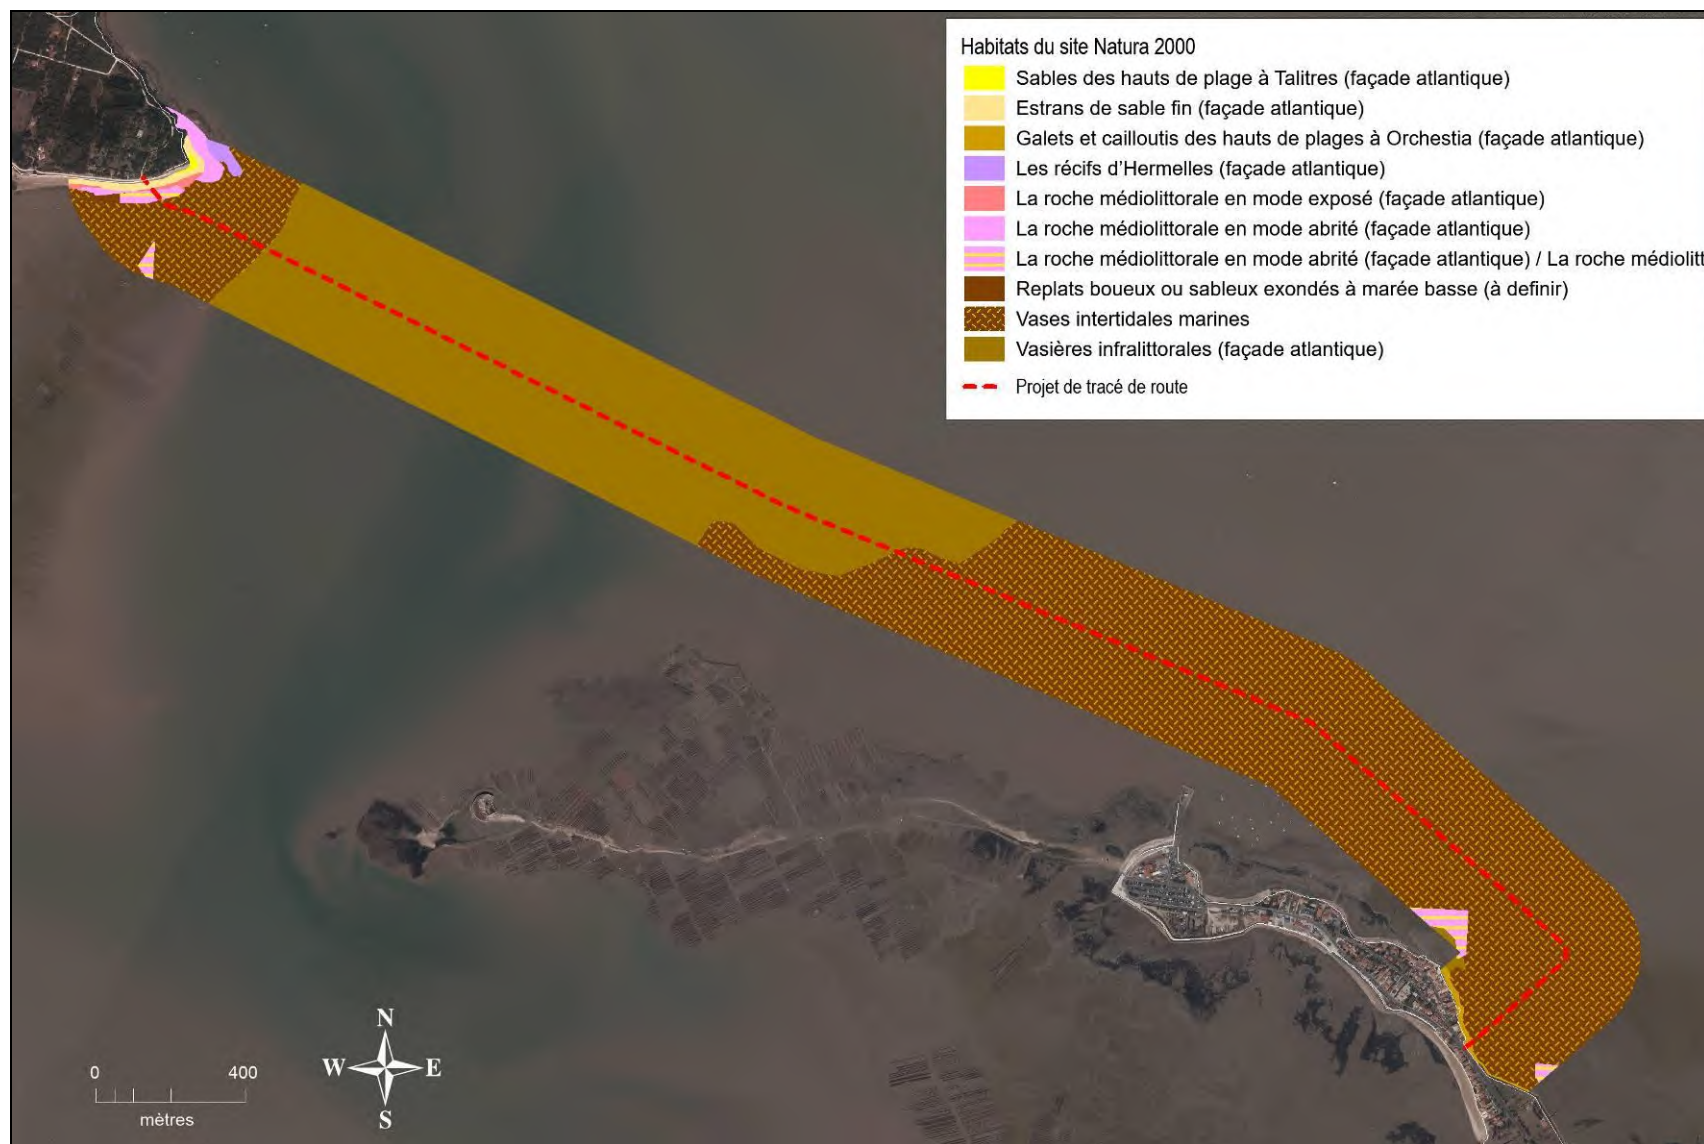 Habitats du site Natura 2000
Sables des hauts de plage à Talitres (façade atlantique)
Estrans de sable fin (façade atlantique)
Galets et cailloutis des hauts de plages à Orchestia (façade atlantique)
Les récifs d'Hermelles (façade atlantique)
La roche médiolittorale en mode exposé (façade atlantique)
La roche médiolittorale en mode abrité (façade atlantique)
La roche médiolittorale en mode abrité (façade atlantique) / La roche médiolitt
Replats boueux ou sableux exondés à marée basse (à definir)
Vases intertidales marines
Vasières infralittorales (façade atlantique)
Projet de tracé de route
N
W E
S
0 400
mètres